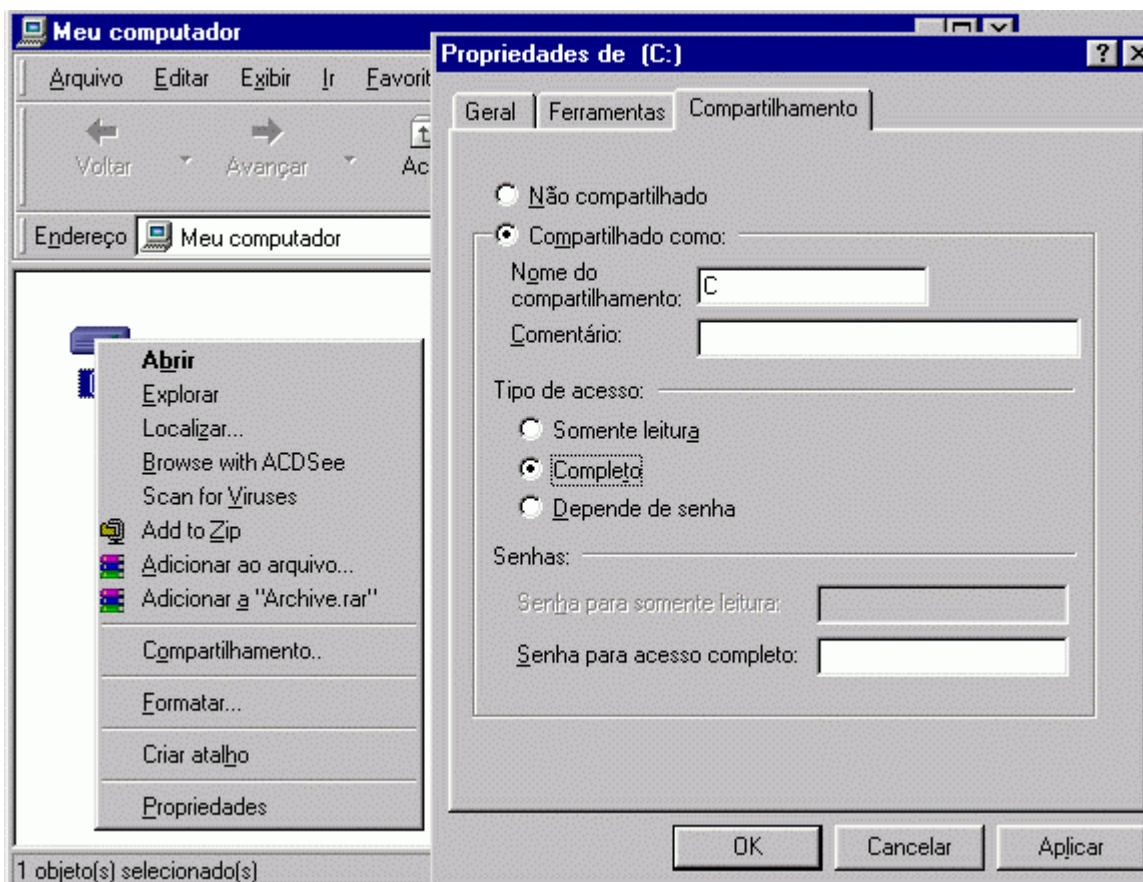 Meu computador
Arquivo Editar Exibir Ir
Voltar Avançar
Endereço Meu computador
Abrir
Explorar
Localizar...
Browse with ACDSee
Scan for Viruses
Add to Zip
Adicionar ao arquivo...
Adicionar a "Archive.rar"
Compartilhamento..
Formatar...
Criar atalho
Propriedades
1 objeto(s) selecionado(s)
Propriedades de (C:)
Geral Ferramentas Compartilhamento
Não compartilhado
Compartilhado como:
Nome do
compartilhamento: C
Comentário:
Tipo de acesso:
Somente leitura
Completo
Depende de senha
Senhas:
Senha para somente leitura:
Senha para acesso completo:
OK Cancelar Aplicar